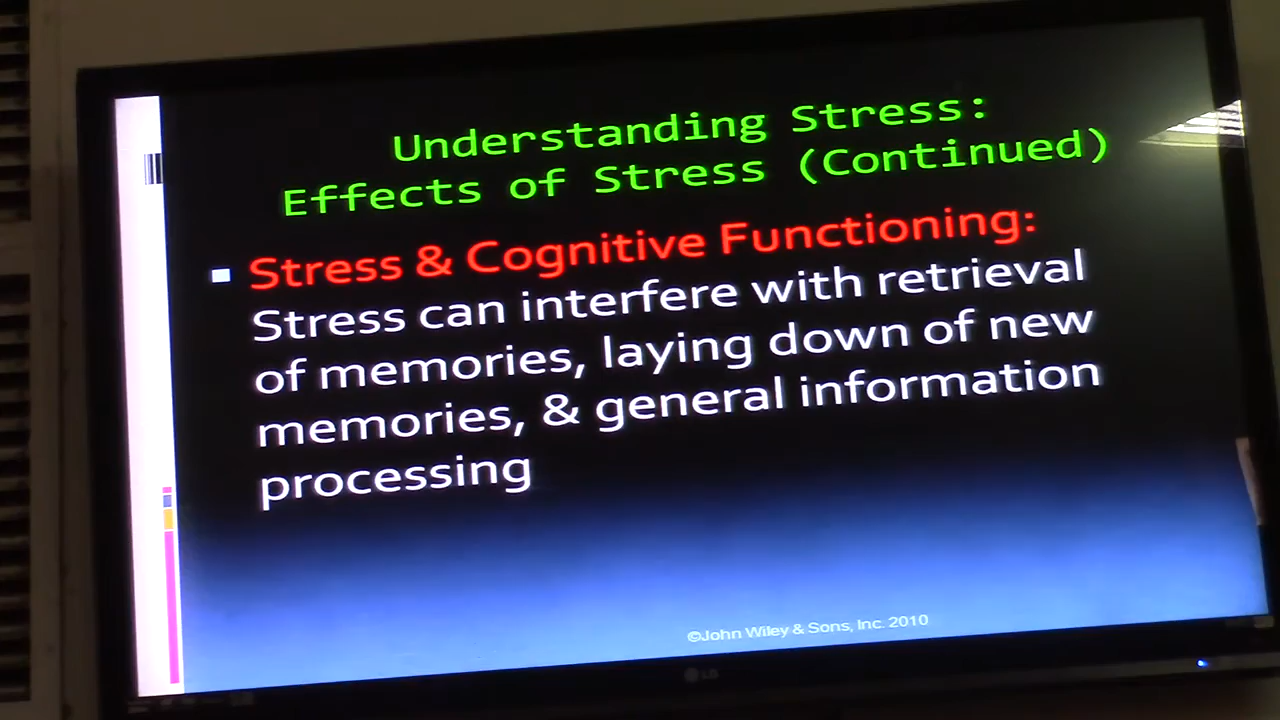 Understanding Stress:
Effects of Stress (Continued)
Stress & Cognitive Functioning:
Stress can interfere with retrieval
of memories, laying down of new
memories, & general information
processing
©John Wiley & Sons, Inc. 2010
LG